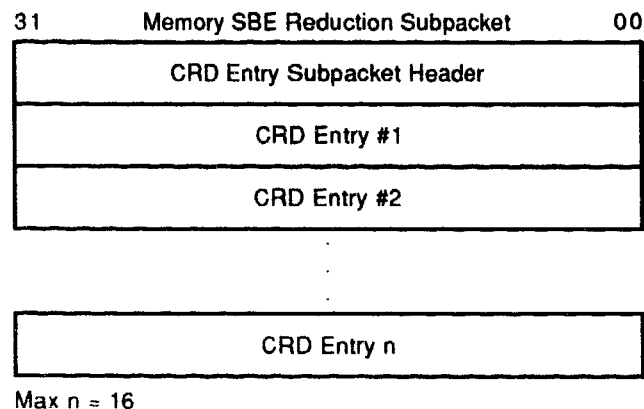 31 Memory SBE Reduction Subpacket 00
CRD Entry Subpacket Header
CRD Entry #1
CRD Entry #2
CRD Entry n
Max n = 16